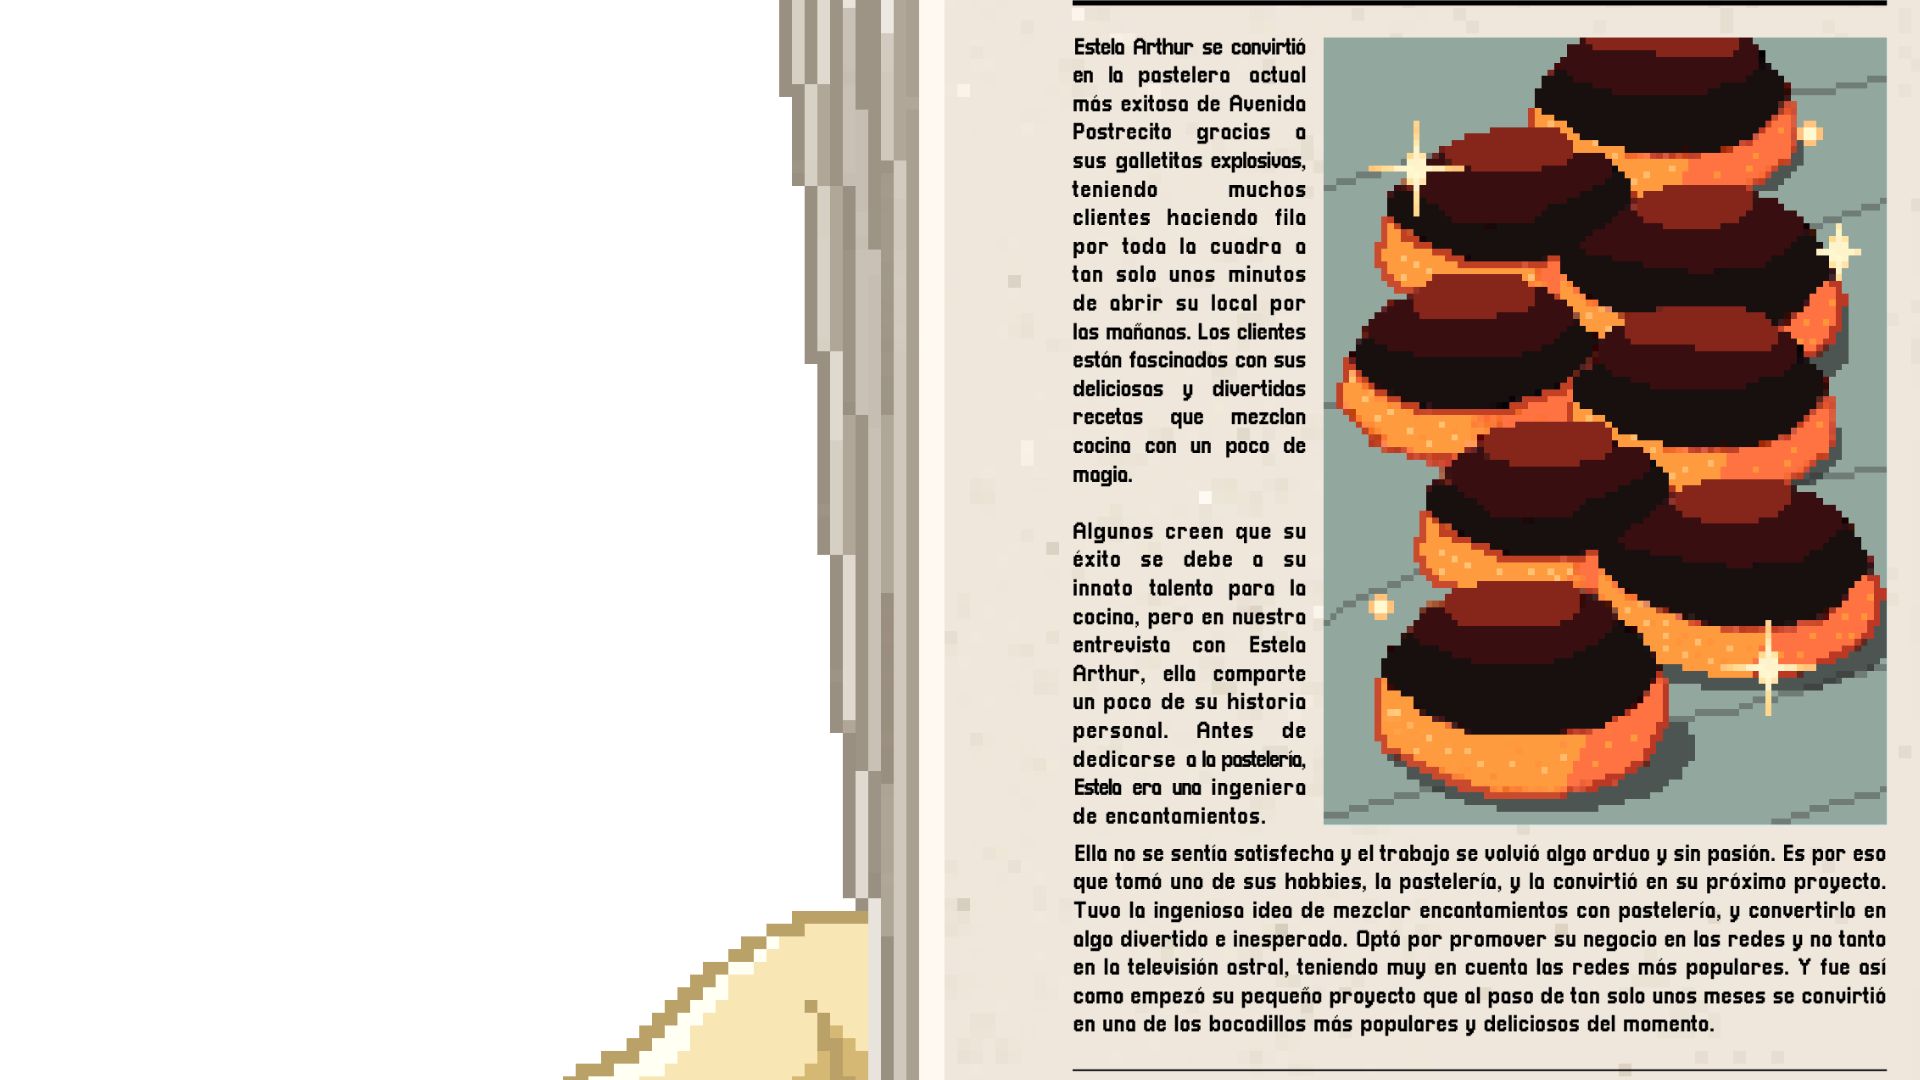 Estela Arthur se convirtió
en la pastelera actual
más exitosa de Avenida
Postrecito gracias a
sus galletitas explosivas,
teniendo muchos
clientes haciendo fila
por toda la cuadra a
tan solo unos minutos
de abrir su local por
las mañanas. Los clientes
están fascinados con sus
deliciosas y divertidas
recetas que mezclan
cocina con un poco de
magia.
Algunos creen que su
éxito se debe a su
innato talento para la
cocina, pero en nuestra
entrevista con Estela
Arthur, ella comparte
un poco de su historia
personal. Antes de
dedicarse a la pastelería,
Estela era una ingeniera
de encantamientos.
Ella no se sentía satisfecha y el trabajo se volvió algo arduo y sin pasión. Es por eso
que tomó uno de sus hobbies, la pastelería, y la convirtió en su próximo proyecto.
Tuvo la ingeniosa idea de mezclar encantamientos con pastelería, y convertirlo en
algo divertido e inesperado. Optó por promover su negocio en las redes y no tanto
en la televisión astral, teniendo muy en cuenta las redes más populares. Y fue así
como empezó su pequeño proyecto que al paso de tan solo unos meses se convirtió
en una de los bocadillos más populares y deliciosos del momento.